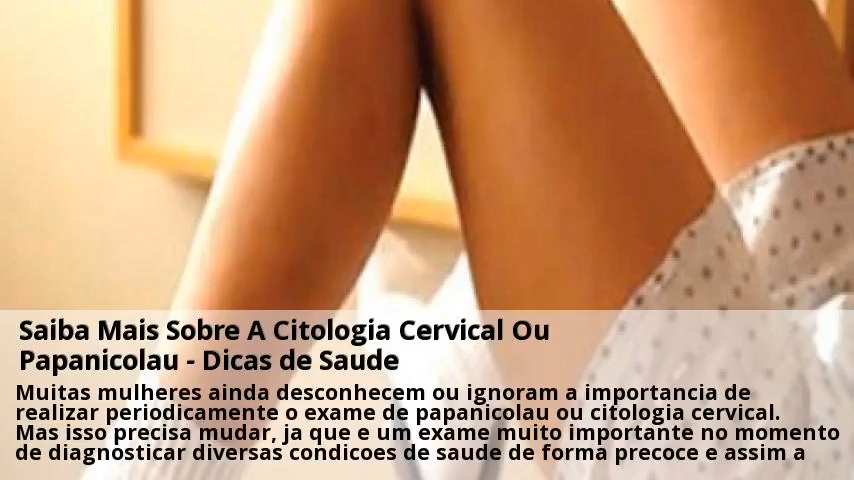 Saiba Mais Sobre A Citologia Cervical Ou
Papanicolau - Dicas de Saude
Muitas mulheres ainda desconhecem ou ignoram a importancia de
realizar periodicamente o exame de papanicolau ou citologia cervical.
Mas isso precisa mudar, ja que e um exame muito importante no momento
de diagnosticar diversas condicoes de saude de forma precoce e assim a